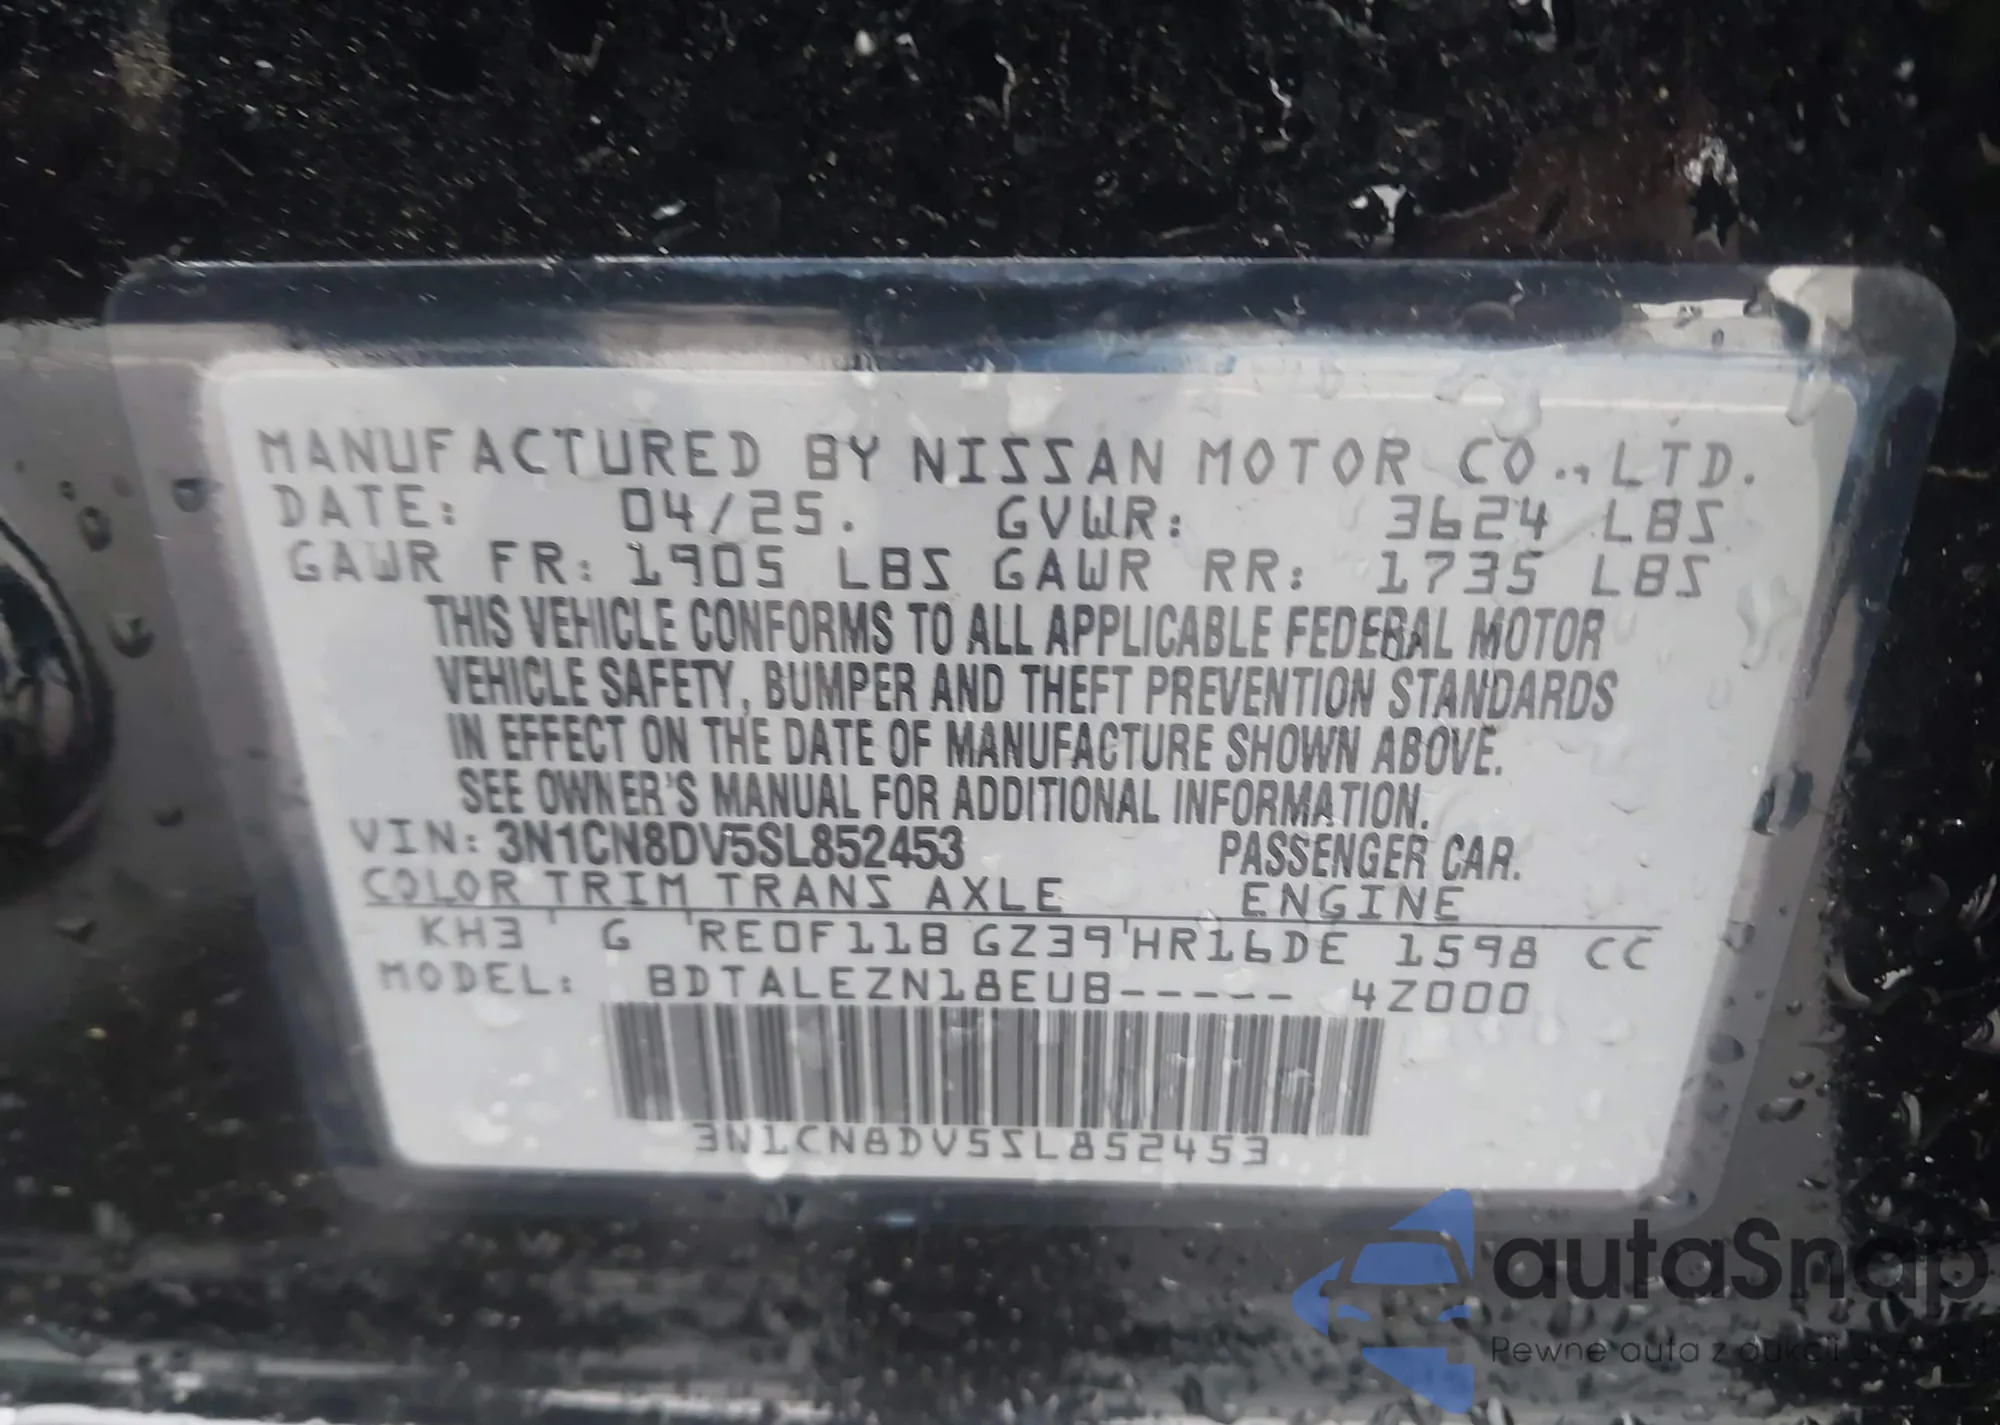 MANUFACTURED BY NISSAN MOTOR CO., LTD.
DATE: 04/25. GVWR: 3624 LBS
GAWR FR: 1905 LBS GAWR RR: 1735 LBS
THIS VEHICLE CONFORMS TO ALL APPLICABLE FEDERAL MOTOR
VEHICLE SAFETY, BUMPER AND THEFT PREVENTION STANDARDS
IN EFFECT ON THE DATE OF MANUFACTURE SHOWN ABOVE.
SEE OWNER'S MANUAL FOR ADDITIONAL INFORMATION.
VIN: 3N1CN8DV5SL852453 PASSENGER CAR.
COLOR TRIM TRANS AXLE ENGINE
KH3 G RE0F11B GZ39 HR16DE 1598 CC
MODEL: BDTALEZN18EUB----- 4Z000
3N1CN8DV5SL852453
autaSnap
Pewne auta z aukcji